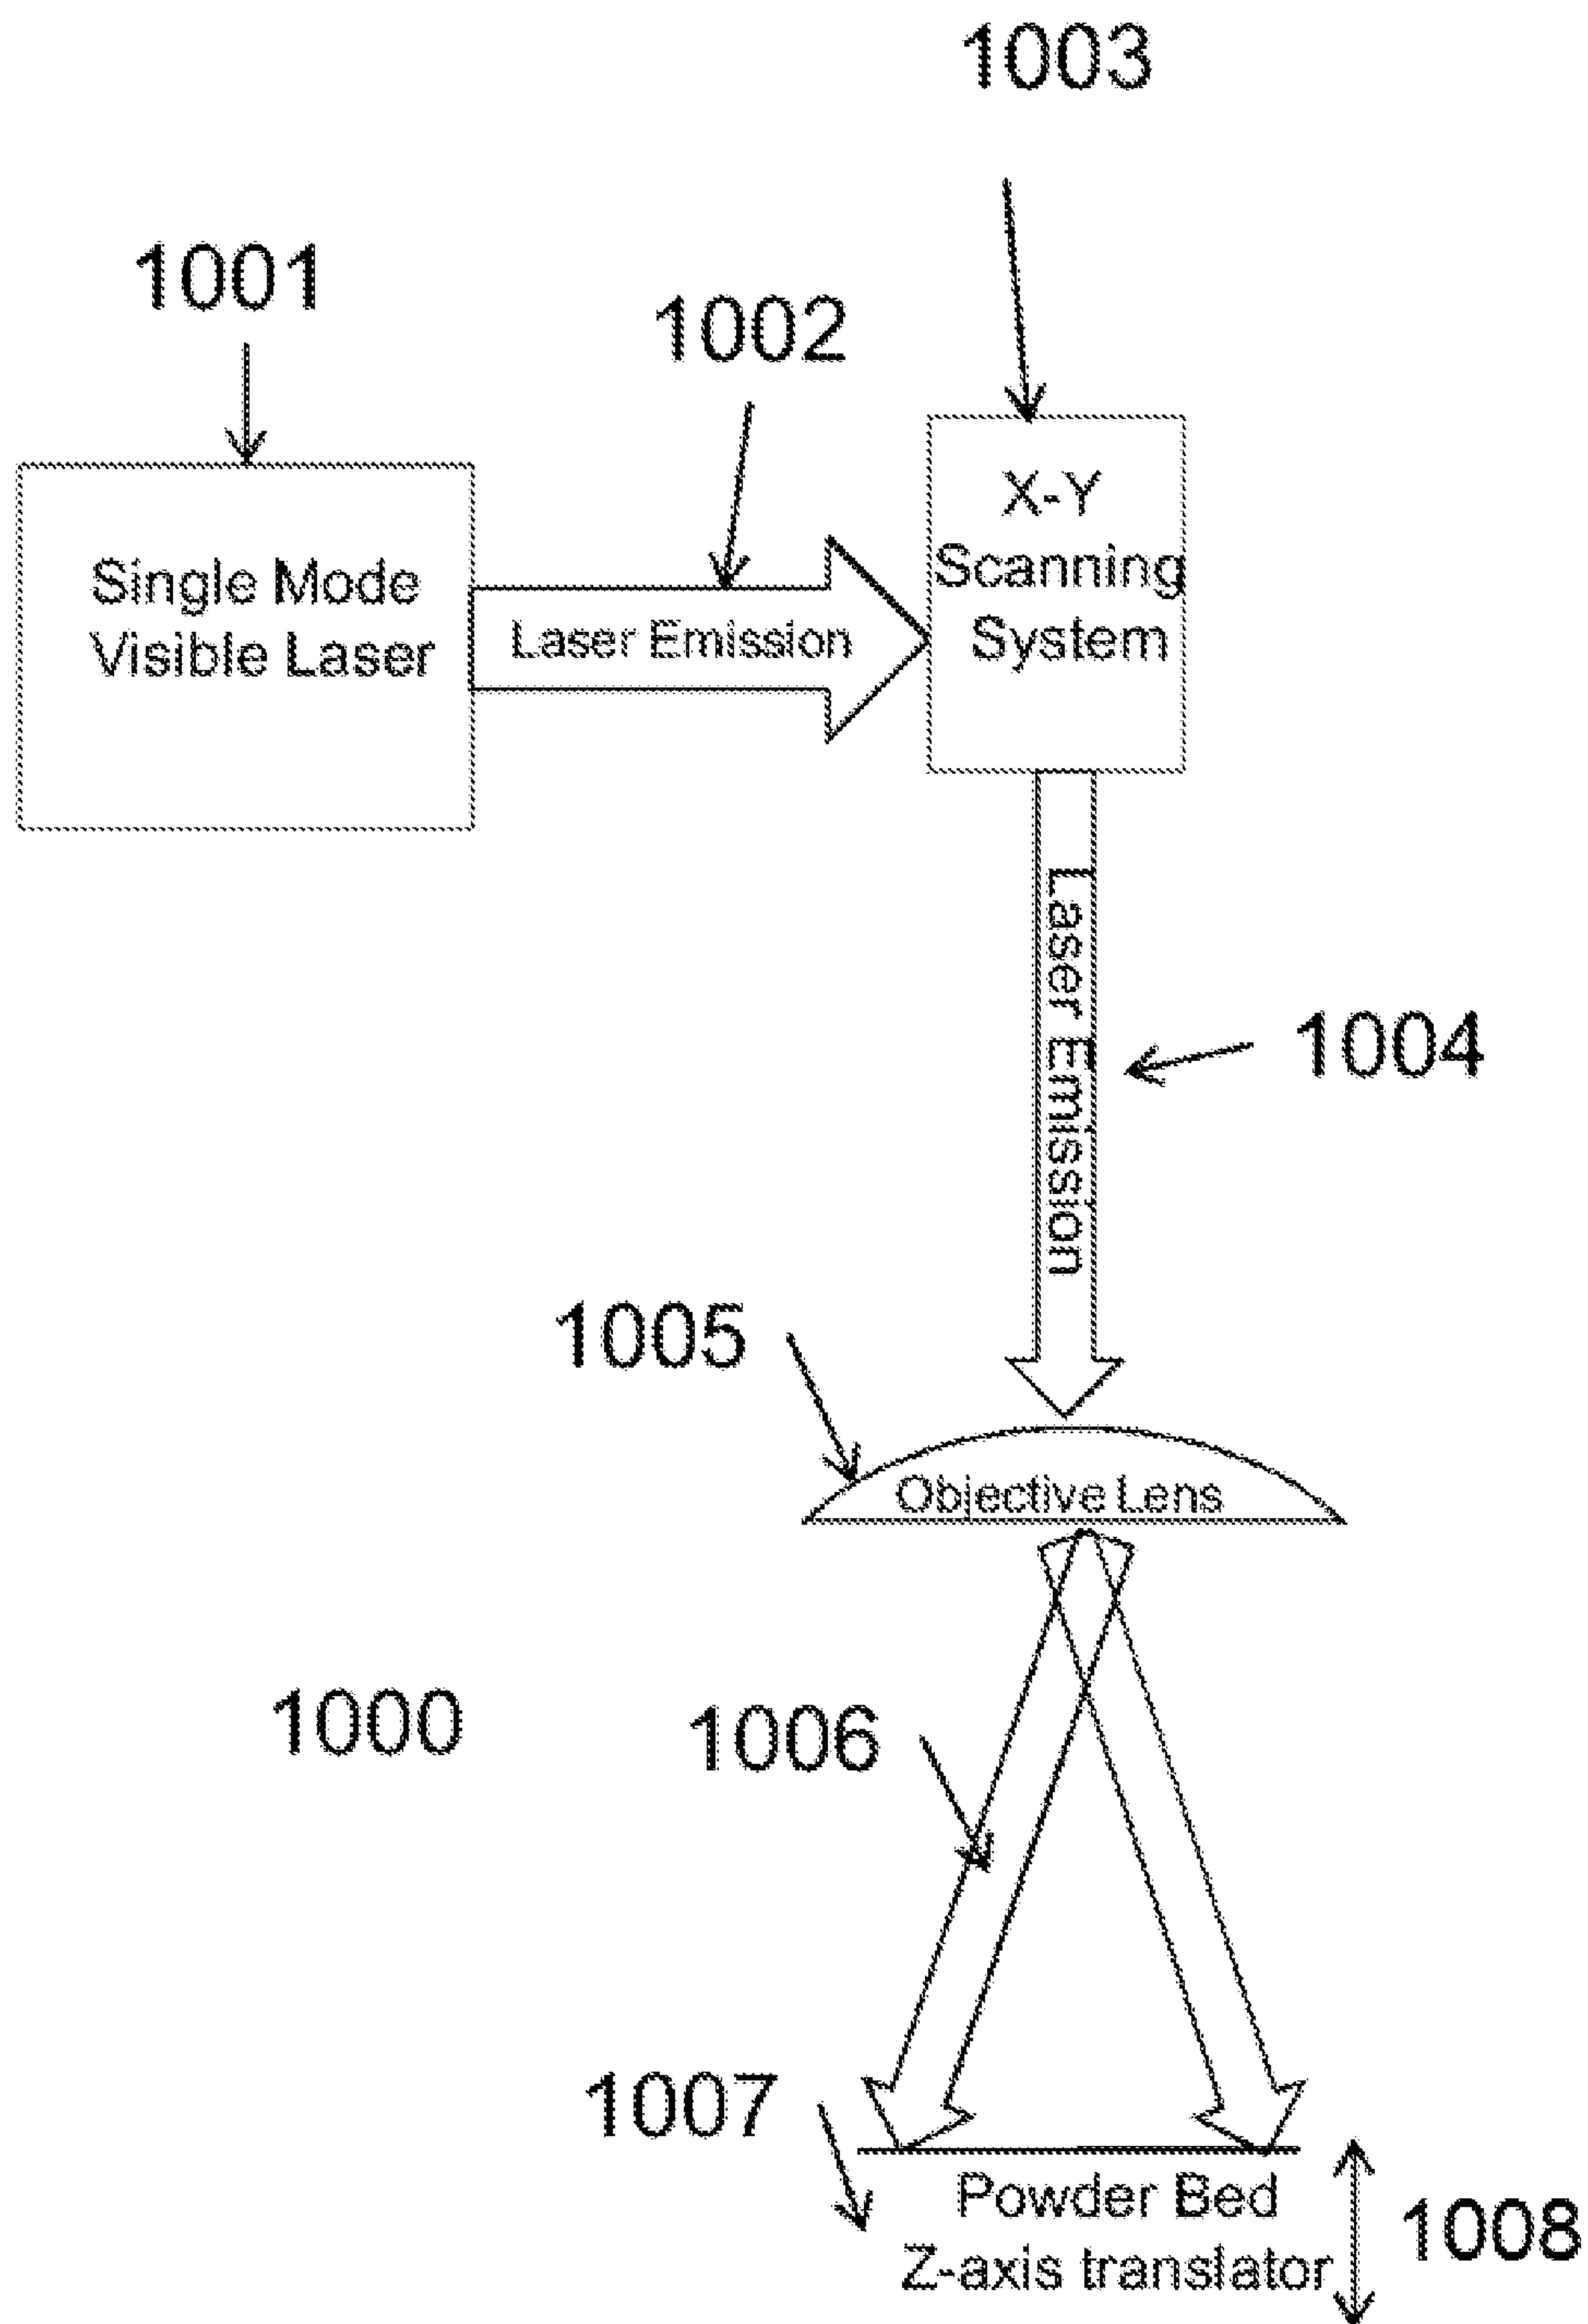 1003
1001
1002
X-Y
Scanning
System
Single Mode
Visible Laser
Laser Emission
Laser Emission
1004
1005
Objective Lens
1000
1006
1007
Powder Bed
Z-axis translator
1008